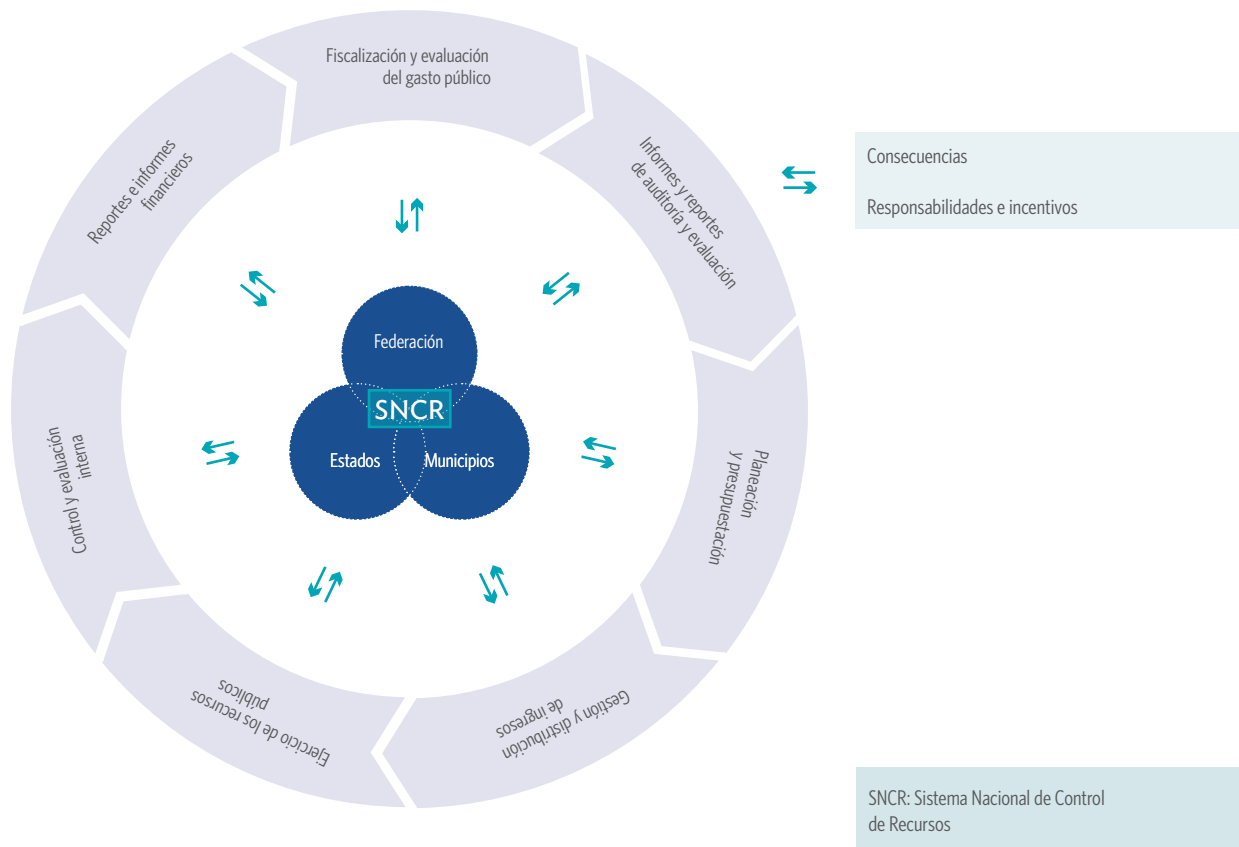 Fiscalización y evaluación
del gasto público
Informes y reportes
de auditoría y evaluación
Planeación
y presupuestación
Gestión y distribución
de ingresos
Ejercicio de los recursos
públicos
Control y evaluación
interna
Reportes e informes
financieros
Federación
SNCR
Estados
Municipios
Consecuencias
Responsabilidades e incentivos
SNCR: Sistema Nacional de Control
de Recursos